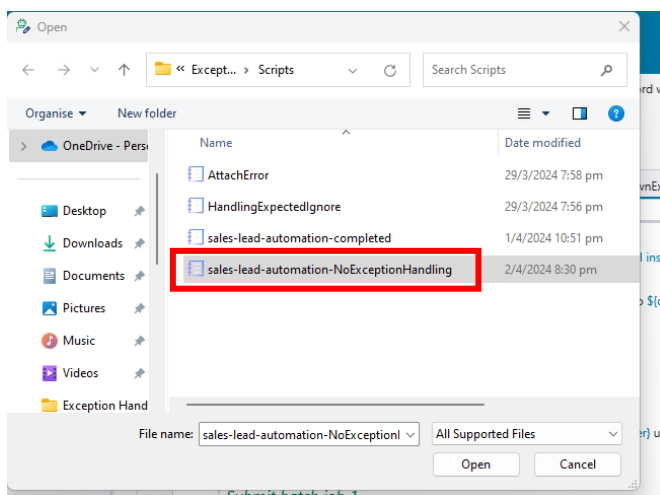 Open
« Except... > Scripts
Search Scripts
Organise
New folder
Name
Date modified
OneDrive - Pers
AttachError
29/3/2024 7:58 pm
HandlingExpectedIgnore
29/3/2024 7:56 pm
Desktop
sales-lead-automation-completed
1/4/2024 10:51 pm
Downloads
sales-lead-automation-NoExceptionHandling
2/4/2024 8:30 pm
Documents
Pictures
Music
Videos
Exception Hand
File name:
sales-lead-automation-NoExceptionl
All Supported Files
Open
Cancel
Submit batch job 1